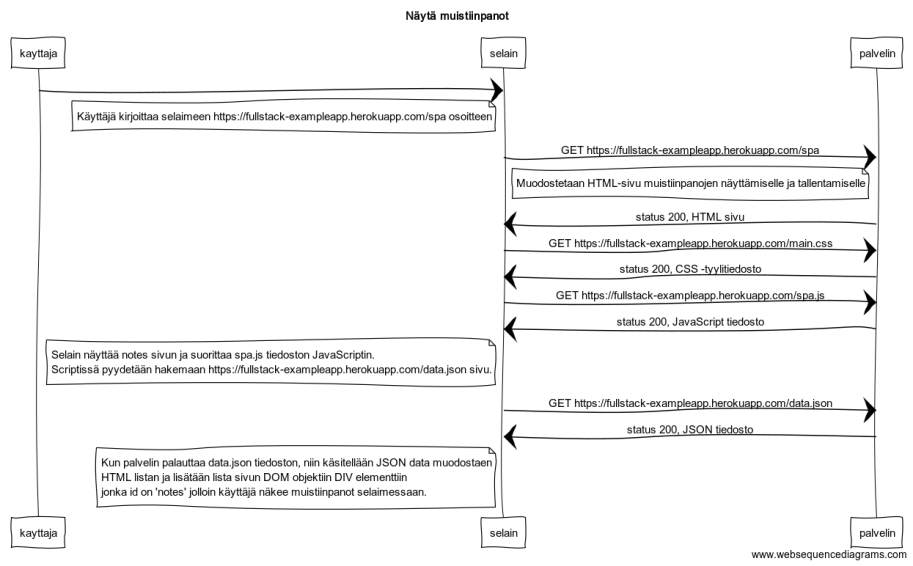 Näytä muistiinpanot
kayttaja
selain
palvelin
Käyttäjä kirjoittaa selaimeen https://fullstack-exampleapp.herokuapp.com/spa osoitteen
GET https://fullstack-exampleapp.herokuapp.com/spa
Muodostetaan HTML-sivu muistiinpanojen näyttämiselle ja tallentamiselle
status 200, HTML sivu
GET https://fullstack-exampleapp.herokuapp.com/main.css
status 200, CSS -tyylitiedosto
GET https://fullstack-exampleapp.herokuapp.com/spa.js
status 200, JavaScript tiedosto
Selain näyttää notes sivun ja suorittaa spa.js tiedoston JavaScriptin.
Scriptissä pyydetään hakemaan https://fullstack-exampleapp.herokuapp.com/data.json sivu.
GET https://fullstack-exampleapp.herokuapp.com/data.json
status 200, JSON tiedosto
Kun palvelin palauttaa data.json tiedoston, niin käsitellään JSON data muodostaen
HTML listan ja lisätään lista sivun DOM objektiin DIV elementtiin
jonka id on 'notes' jolloin käyttäjä näkee muistiinpanot selaimessaan.
kayttaja
selain
palvelin
www.websequencediagrams.com